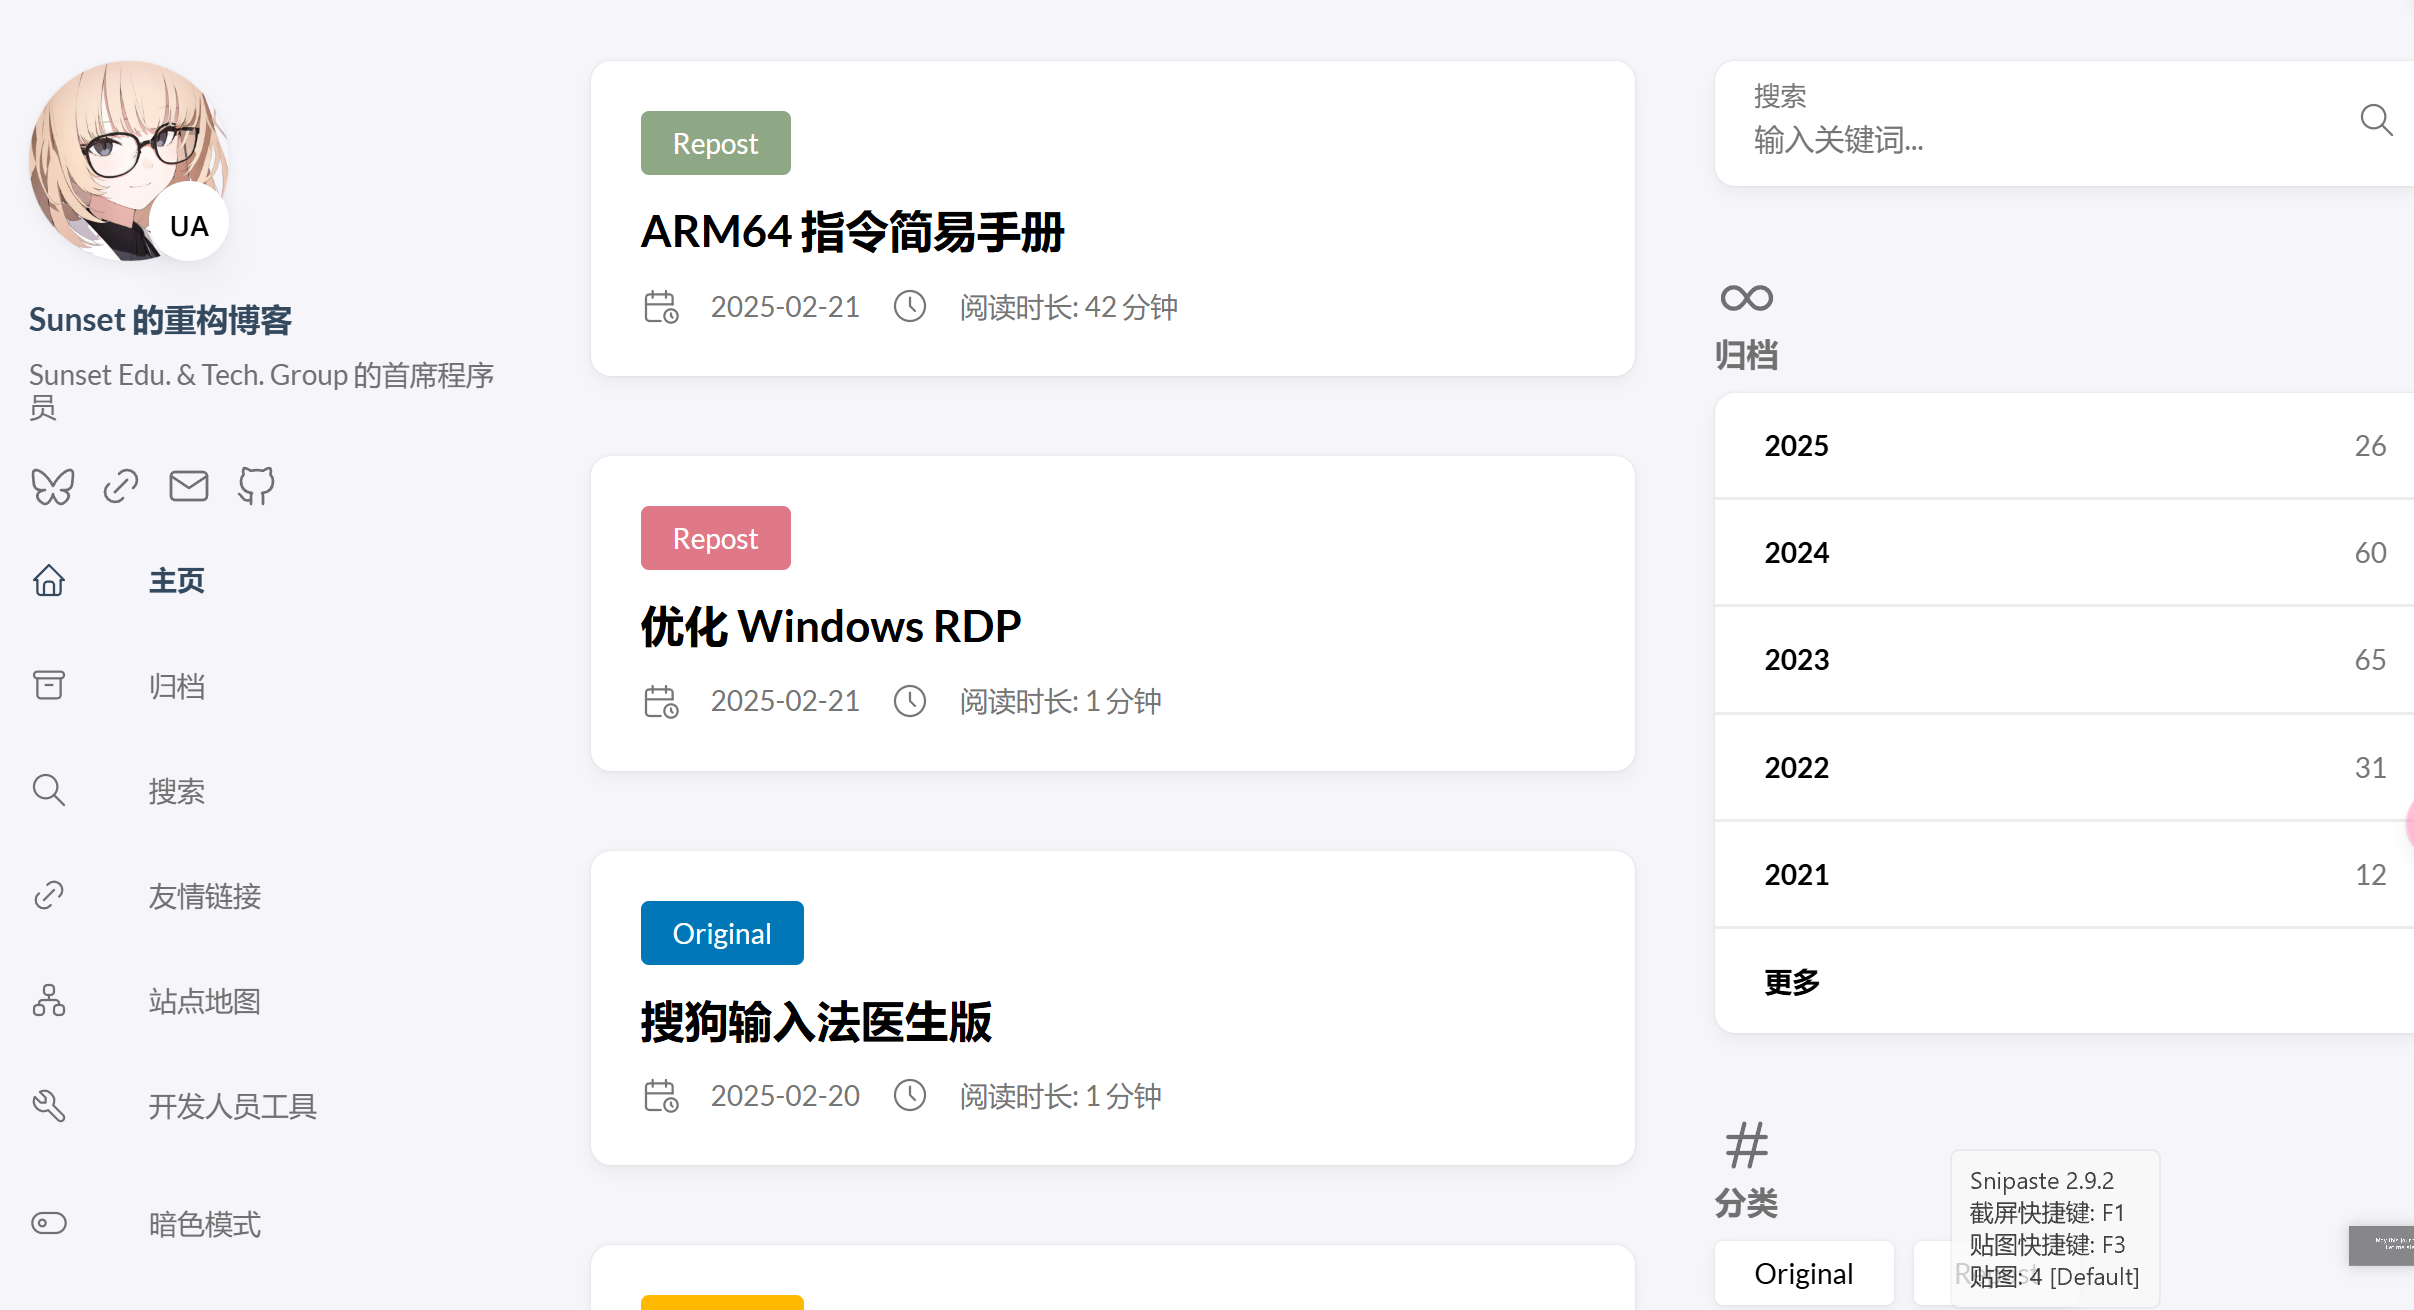 UA
Sunset 的重构博客
Sunset Edu. & Tech. Group 的首席程序
员
主页
归档
搜索
友情链接
站点地图
开发人员工具
暗色模式
Repost
ARM64 指令简易手册
2025-02-21 阅读时长: 42 分钟
Repost
优化 Windows RDP
2025-02-21 阅读时长: 1 分钟
Original
搜狗输入法医生版
2025-02-20 阅读时长: 1 分钟
搜索
输入关键词...
归档
2025 26
2024 60
2023 65
2022 31
2021 12
更多
分类
Original
Repost
Snipaste 2.9.2
截屏快捷键: F1
贴图快捷键: F3
贴图: 4 [Default]